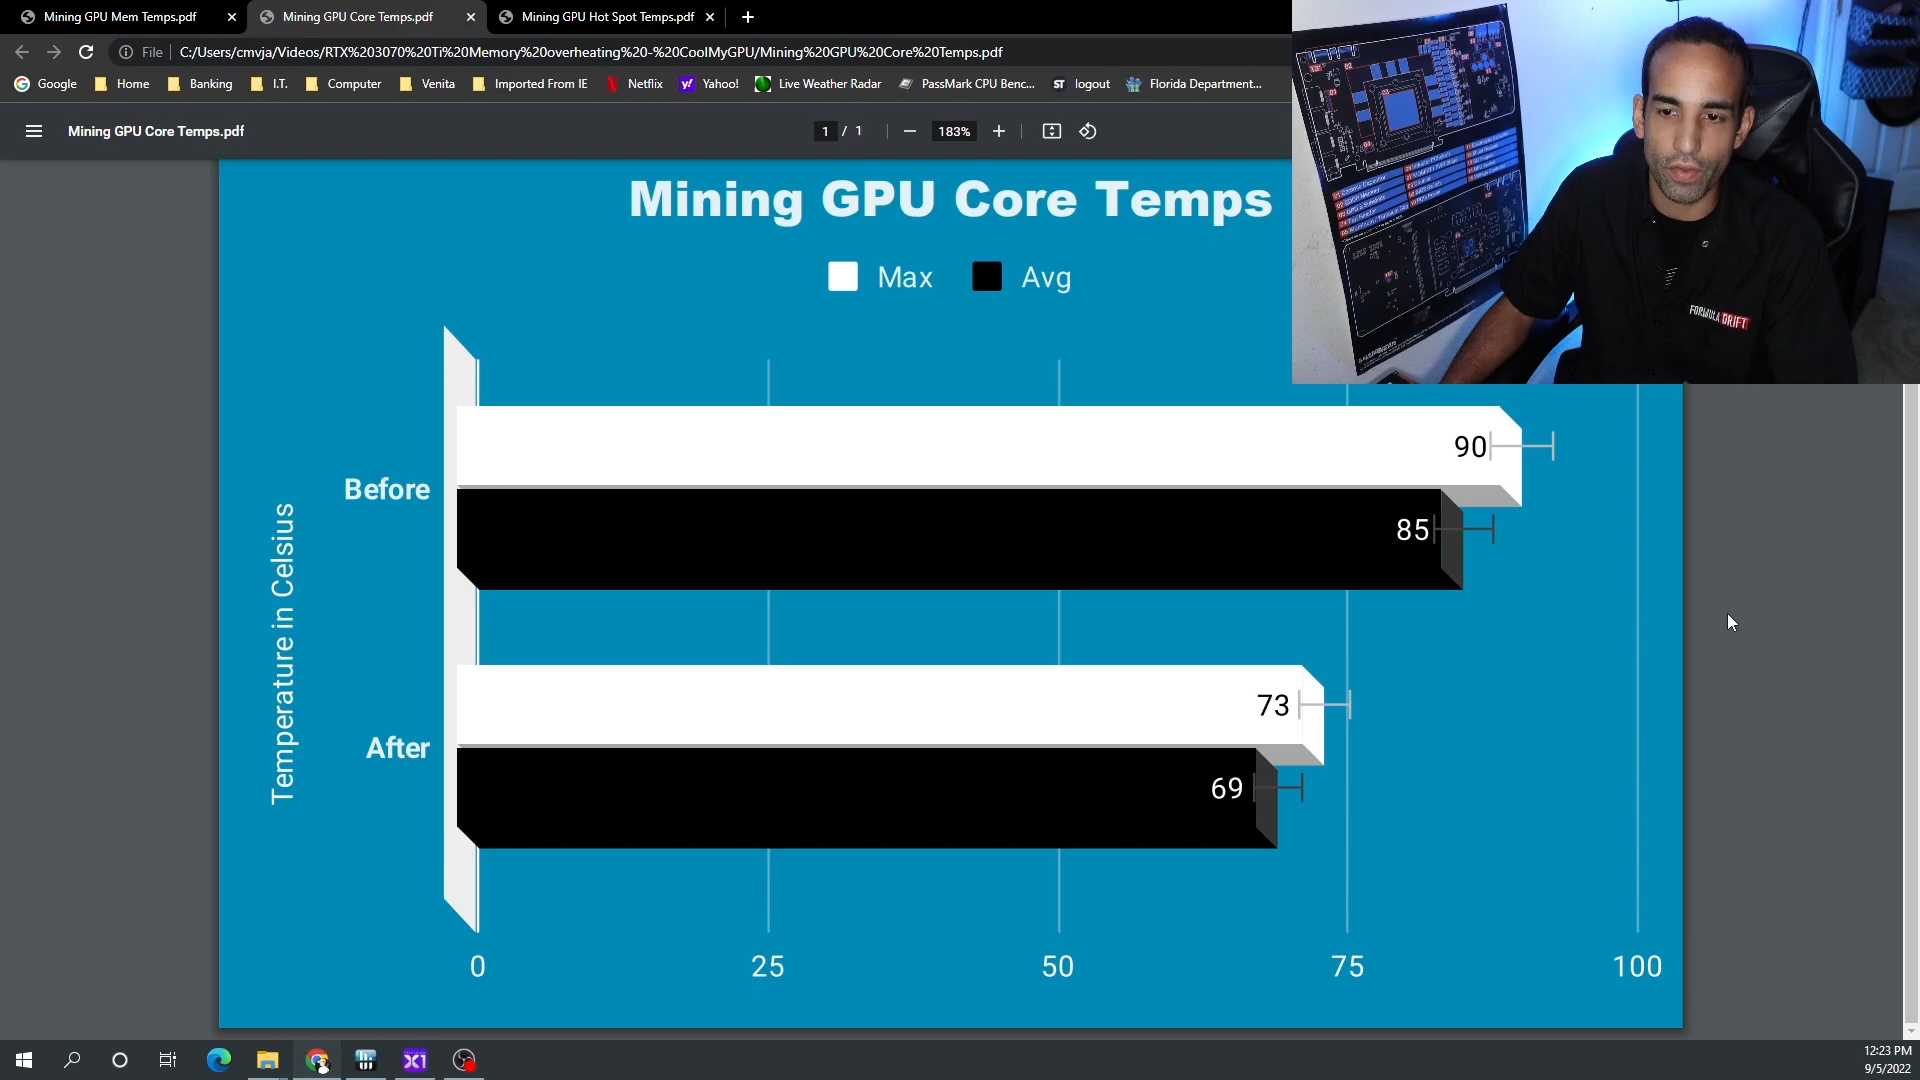 Mining GPU Mem Temps.pdf
Mining GPU Core Temps.pdf
Mining GPU Hot Spot Temps.pdf
File
C:/Users/cmvja/Videos/RTX%203070%20Ti%20Memory%20overheating%20-%20CoolMyGPU/Mining%20GPU%20Core%20Temps.pdf
Google Home Banking I.T. Computer Venita Imported From IE Netflix Yahoo! Live Weather Radar PassMark CPU Benc... ST logout Florida Department...
Mining GPU Core Temps.pdf
1 / 1
183%
Mining GPU Core Temps
Max Avg
Temperature in Celsius
Before
90
85
After
73
69
0 25 50 75 100
FORMULA DRIFT
X1
12:23 PM
9/5/2022